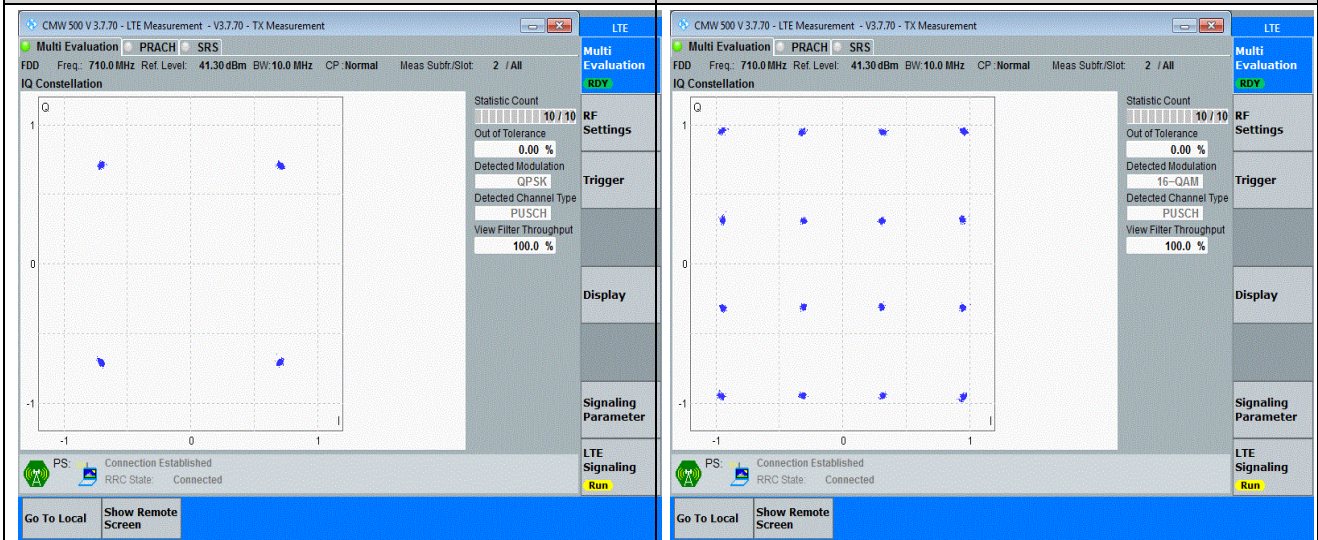 CMW 500 V 3.7.70 - LTE Measurement - V3.7.70 - TX Measurement
LTE
Multi Evaluation PRACH SRS
Multi
Evaluation
RDY
FDD Freq.: 710.0 MHz Ref. Level: 41.30 dBm BW: 10.0 MHz CP : Normal Meas Subfr./Slot: 2 / All
IQ Constellation
Q
1
0
-1
-1 0 1
I
Statistic Count
10 / 10
Out of Tolerance
0.00 %
Detected Modulation
QPSK
Detected Channel Type
PUSCH
View Filter Throughput
100.0 %
RF
Settings
Trigger
Display
Signaling
Parameter
LTE
Signaling
Run
PS: Connection Established
RRC State: Connected
Go To Local
Show Remote
Screen
CMW 500 V 3.7.70 - LTE Measurement - V3.7.70 - TX Measurement
LTE
Multi Evaluation PRACH SRS
Multi
Evaluation
RDY
FDD Freq.: 710.0 MHz Ref. Level: 41.30 dBm BW: 10.0 MHz CP : Normal Meas Subfr./Slot: 2 / All
IQ Constellation
Q
1
0
-1
-1 0 1
I
Statistic Count
10 / 10
Out of Tolerance
0.00 %
Detected Modulation
16-QAM
Detected Channel Type
PUSCH
View Filter Throughput
100.0 %
RF
Settings
Trigger
Display
Signaling
Parameter
LTE
Signaling
Run
PS: Connection Established
RRC State: Connected
Go To Local
Show Remote
Screen